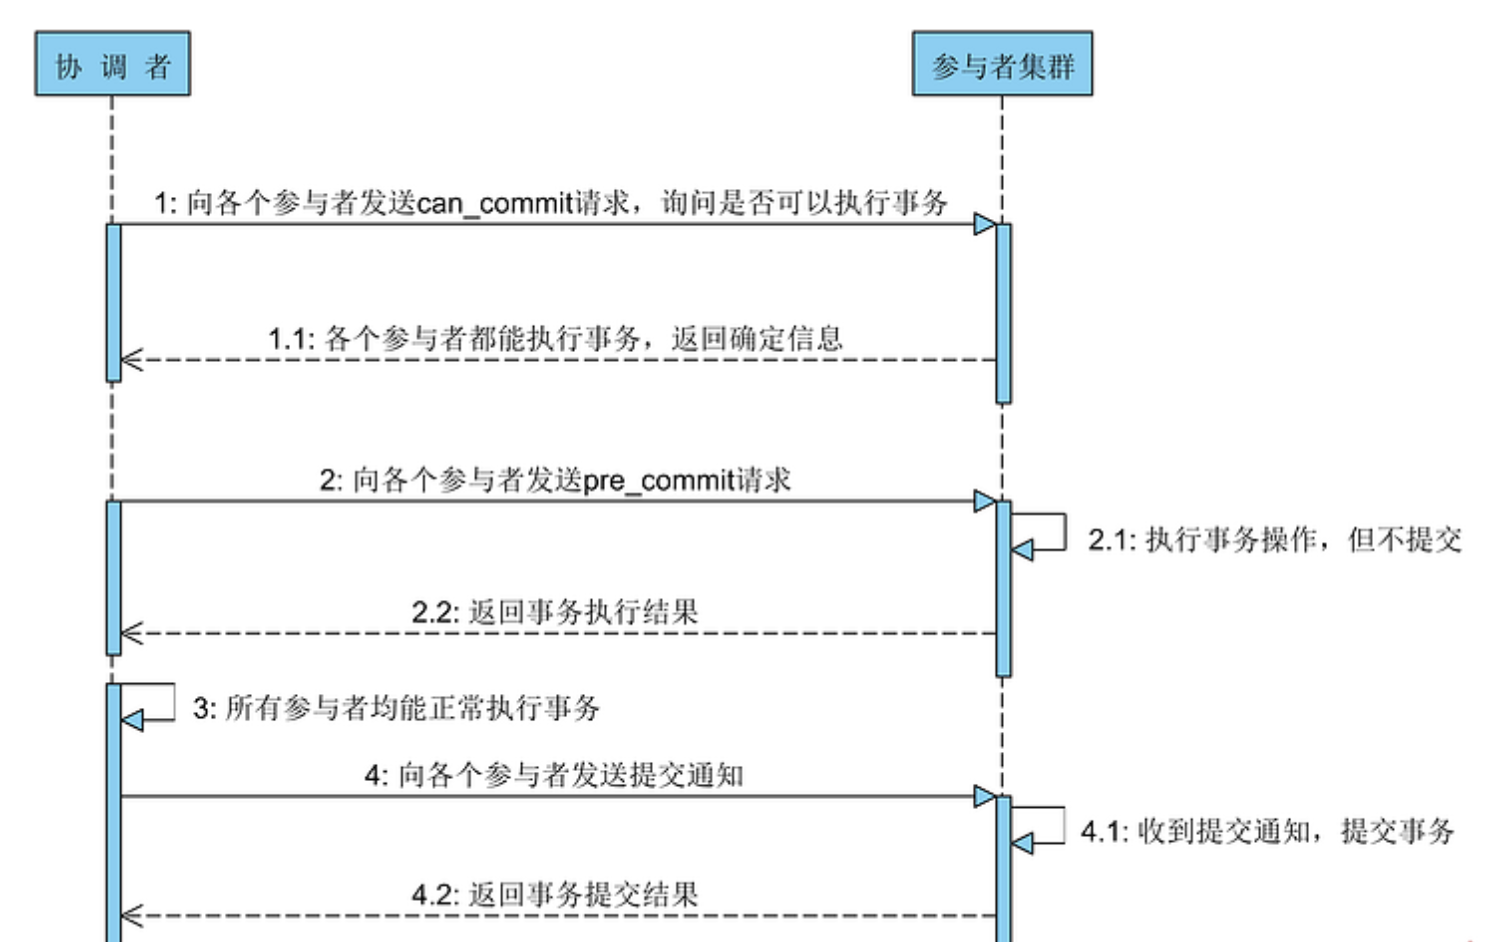 协 调 者
参与者集群
1: 向各个参与者发送can_commit请求，询问是否可以执行事务
1.1: 各个参与者都能执行事务，返回确定信息
2: 向各个参与者发送pre_commit请求
2.1: 执行事务操作，但不提交
2.2: 返回事务执行结果
3: 所有参与者均能正常执行事务
4: 向各个参与者发送提交通知
4.1: 收到提交通知，提交事务
4.2: 返回事务提交结果